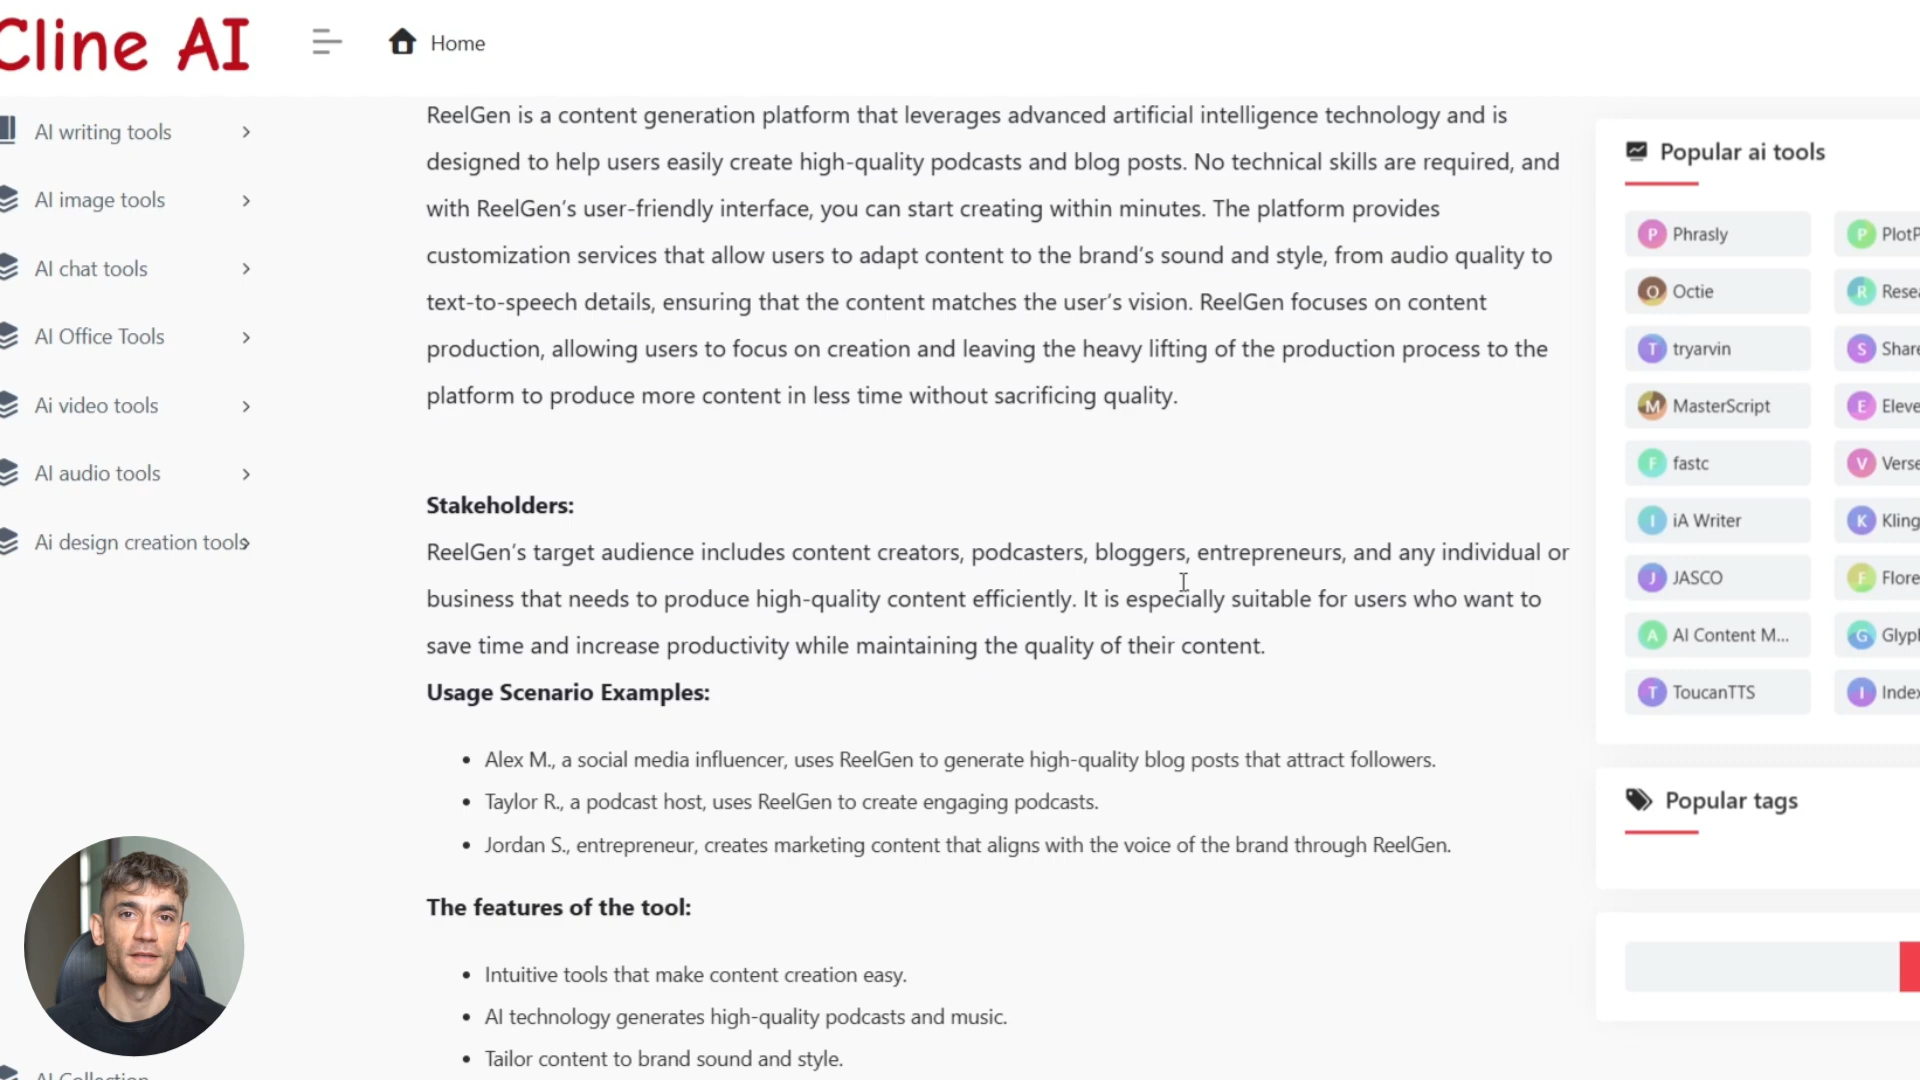 Cline AI
Home
AI writing tools
AI image tools
AI chat tools
AI Office Tools
Ai video tools
AI audio tools
Ai design creation tools
ReelGen is a content generation platform that leverages advanced artificial intelligence technology and is
designed to help users easily create high-quality podcasts and blog posts. No technical skills are required, and
with ReelGen’s user-friendly interface, you can start creating within minutes. The platform provides
customization services that allow users to adapt content to the brand’s sound and style, from audio quality to
text-to-speech details, ensuring that the content matches the user’s vision. ReelGen focuses on content
production, allowing users to focus on creation and leaving the heavy lifting of the production process to the
platform to produce more content in less time without sacrificing quality.
Stakeholders:
ReelGen’s target audience includes content creators, podcasters, bloggers, entrepreneurs, and any individual or
business that needs to produce high-quality content efficiently. It is especially suitable for users who want to
save time and increase productivity while maintaining the quality of their content.
Usage Scenario Examples:
Alex M., a social media influencer, uses ReelGen to generate high-quality blog posts that attract followers.
Taylor R., a podcast host, uses ReelGen to create engaging podcasts.
Jordan S., entrepreneur, creates marketing content that aligns with the voice of the brand through ReelGen.
The features of the tool:
Intuitive tools that make content creation easy.
AI technology generates high-quality podcasts and music.
Tailor content to brand sound and style.
AI Collection
Popular ai tools
P Phrasly
P PlotP
O Octie
R Resea
T tryarvin
S Share
M MasterScript
E Eleve
F fastc
V Verse
I iA Writer
K Kling
J JASCO
F Flore
A AI Content M...
G Glyph
T ToucanTTS
I Index
Popular tags